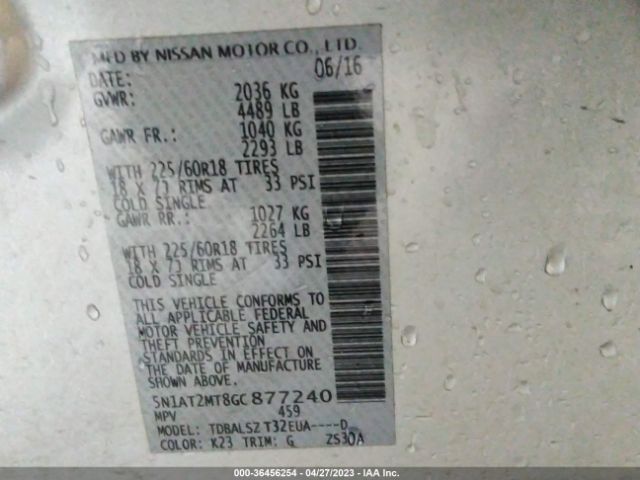 MFD BY NISSAN MOTOR CO., LTD.
DATE: 06/16
GVWR: 2036 KG
4489 LB
GAWR FR.: 1040 KG
2293 LB
WITH 225/60R18 TIRES
18 X 7J RIMS AT 33 PSI
COLD SINGLE
GAWR RR.: 1027 KG
2264 LB
WITH 225/60R18 TIRES
18 X 7J RIMS AT 33 PSI
COLD SINGLE
THIS VEHICLE CONFORMS TO
ALL APPLICABLE FEDERAL
MOTOR VEHICLE SAFETY AND
THEFT PREVENTION
STANDARDS IN EFFECT ON
THE DATE OF MANUFACTURE
SHOWN ABOVE.
5N1AT2MT8GC877240
MPV 459
MODEL: TDBALSZ T32EUA----D
COLOR: K23 TRIM: G ZS30A
000-36456254 - 04/27/2023 - IAA Inc.